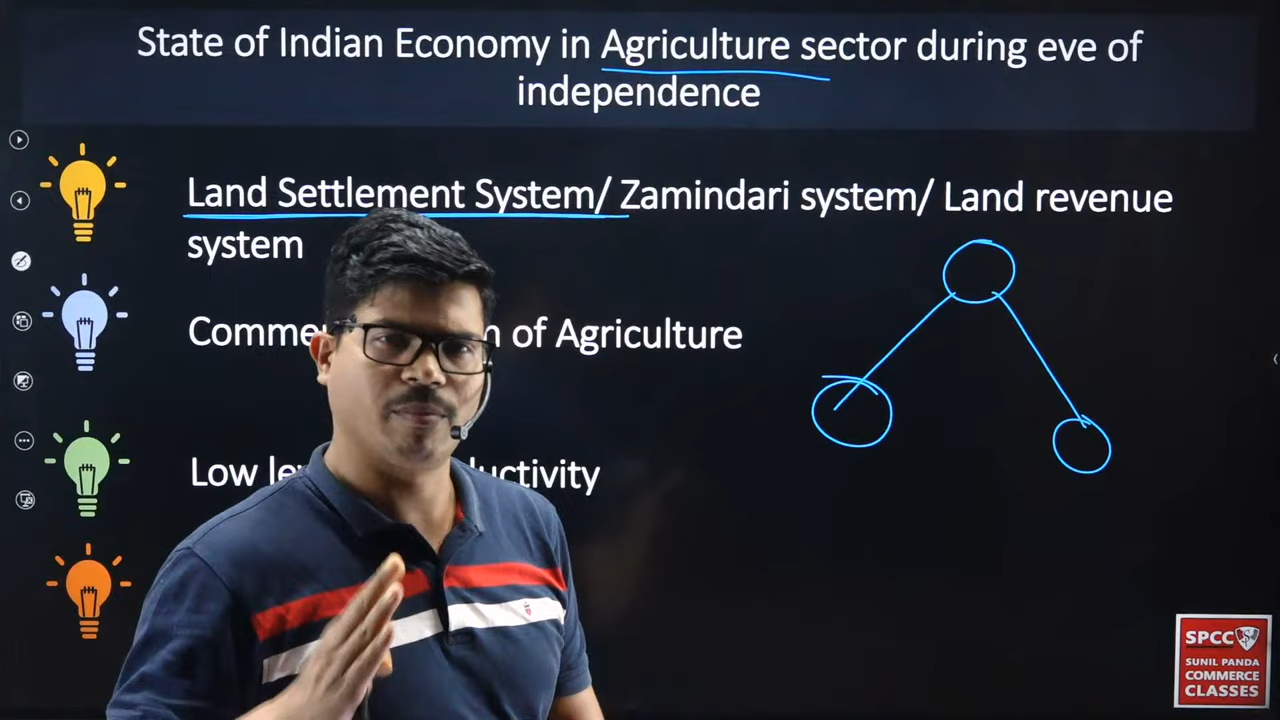 State of Indian Economy in Agriculture sector during eve of
independence
Land Settlement System/ Zamindari system/ Land revenue
system
of Agriculture
Low
SPCC
SUNIL PANDA
COMMERCE
CLASSES